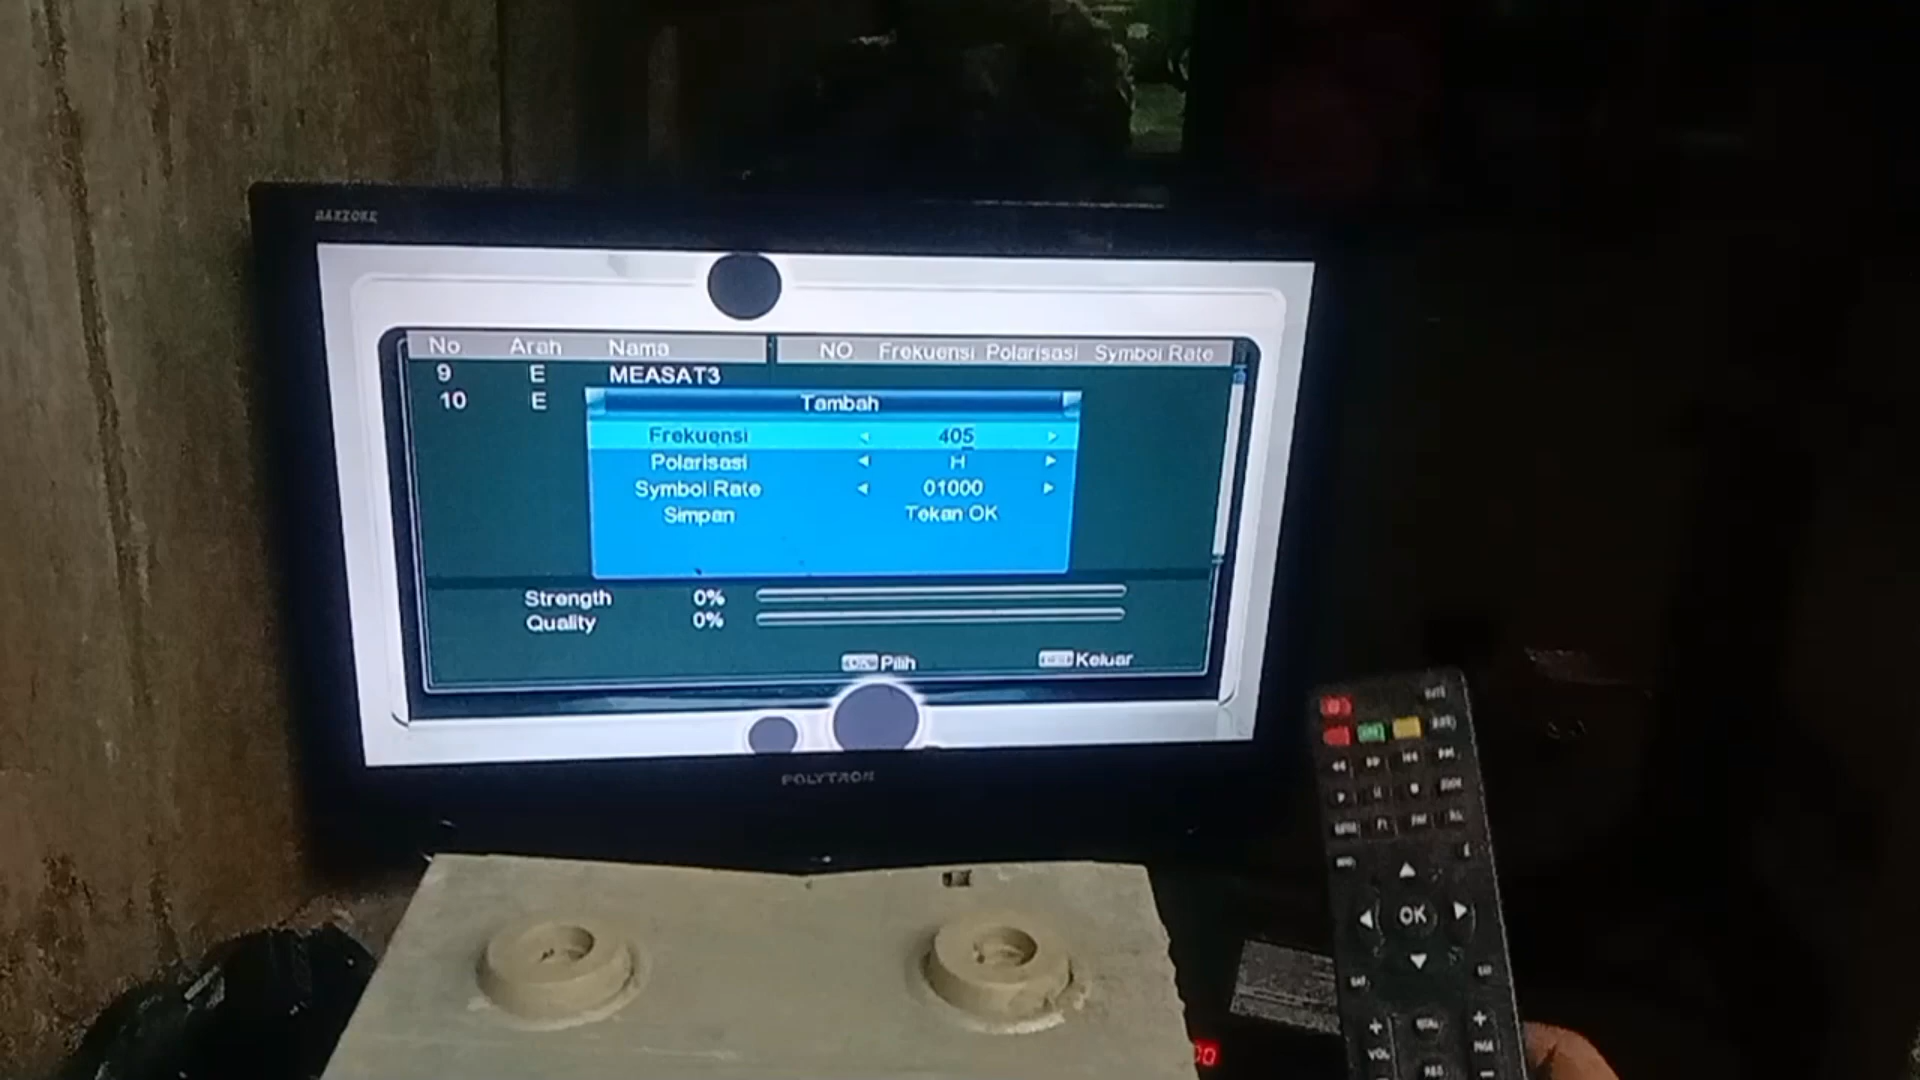 No Arah Nama NO Frekuensi Polarisasi Symbol Rate
9 E MEASAT3
10 E
Tambah
Frekuensi 405
Polarisasi H
Symbol Rate 01000
Simpan Tekan OK
Strength 0%
Quality 0%
Pilih Keluar
POLYTRON
OK
VOL